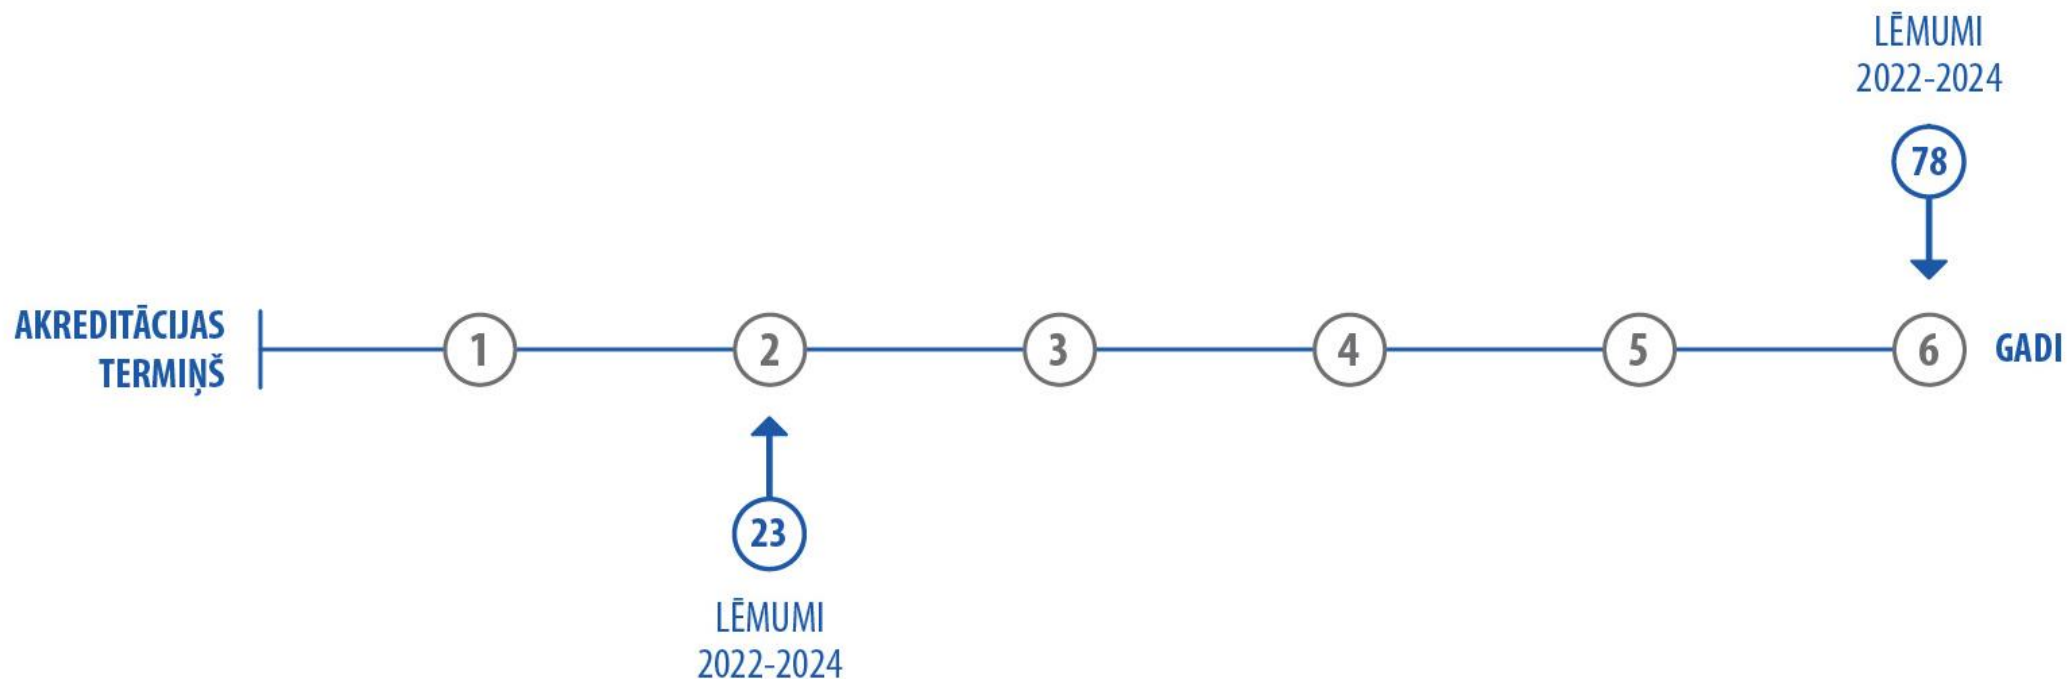 LĒMUMI
2022-2024
78
AKREDITĀCIJAS
TERMIŅŠ
1
2
3
4
5
6
GADI
23
LĒMUMI
2022-2024